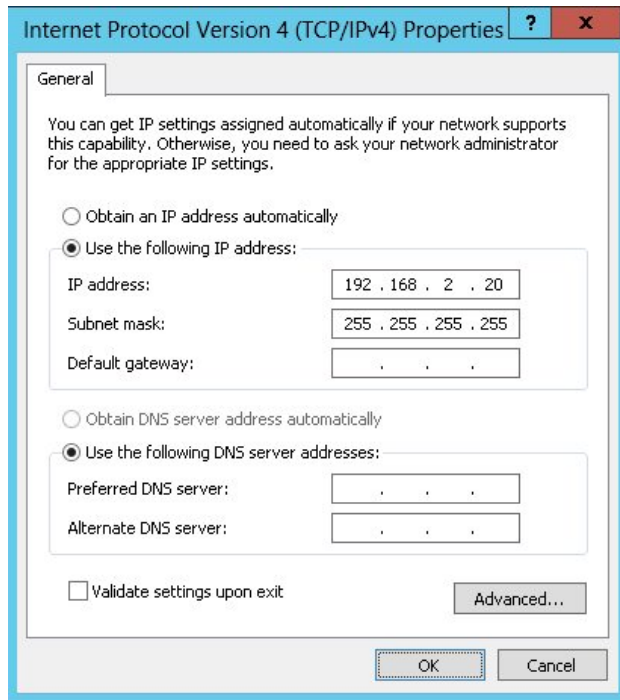 Internet Protocol Version 4 (TCP/IPv4) Properties ? x
General
You can get IP settings assigned automatically if your network supports
this capability. Otherwise, you need to ask your network administrator
for the appropriate IP settings.
Obtain an IP address automatically
Use the following IP address:
IP address: 192 . 168 . 2 . 20
Subnet mask: 255 . 255 . 255 . 255
Default gateway: . . .
Obtain DNS server address automatically
Use the following DNS server addresses:
Preferred DNS server: . . .
Alternate DNS server: . . .
Validate settings upon exit
Advanced...
OK Cancel